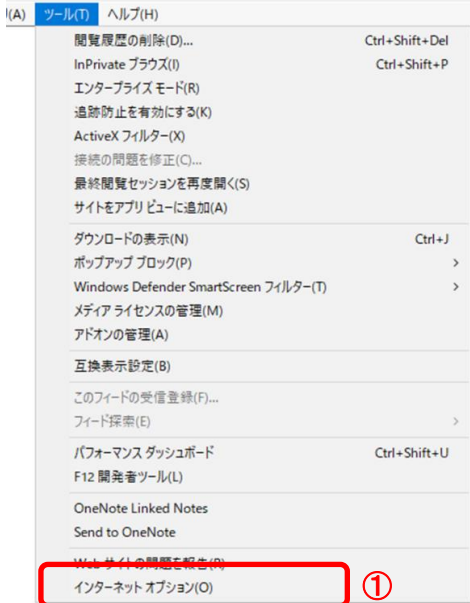 (A) ツール(T) ヘルプ(H)
閲覧履歴の削除(D)... Ctrl+Shift+Del
InPrivate ブラウズ(I) Ctrl+Shift+P
エンタープライズ モード(R)
追跡防止を有効にする(K)
ActiveX フィルター(X)
接続の問題を修正(C)...
最終閲覧セッションを再度開く(S)
サイトをアプリ ビューに追加(A)
ダウンロードの表示(N) Ctrl+J
ポップアップ ブロック(P)
Windows Defender SmartScreen フィルター(T)
メディア ライセンスの管理(M)
アドオンの管理(A)
互換表示設定(B)
このフィードの受信登録(F)...
フィード探索(E)
パフォーマンス ダッシュボード Ctrl+Shift+U
F12 開発者ツール(L)
OneNote Linked Notes
Send to OneNote
Web サイトの問題を報告(R)
インターネット オプション(O) ①